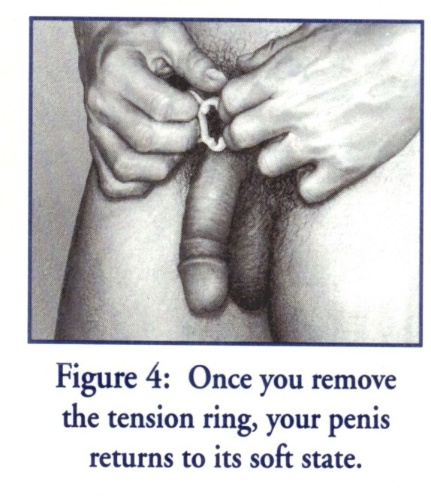 Figure 4:  Once you remove
the tension ring, your penis
returns to its soft state.